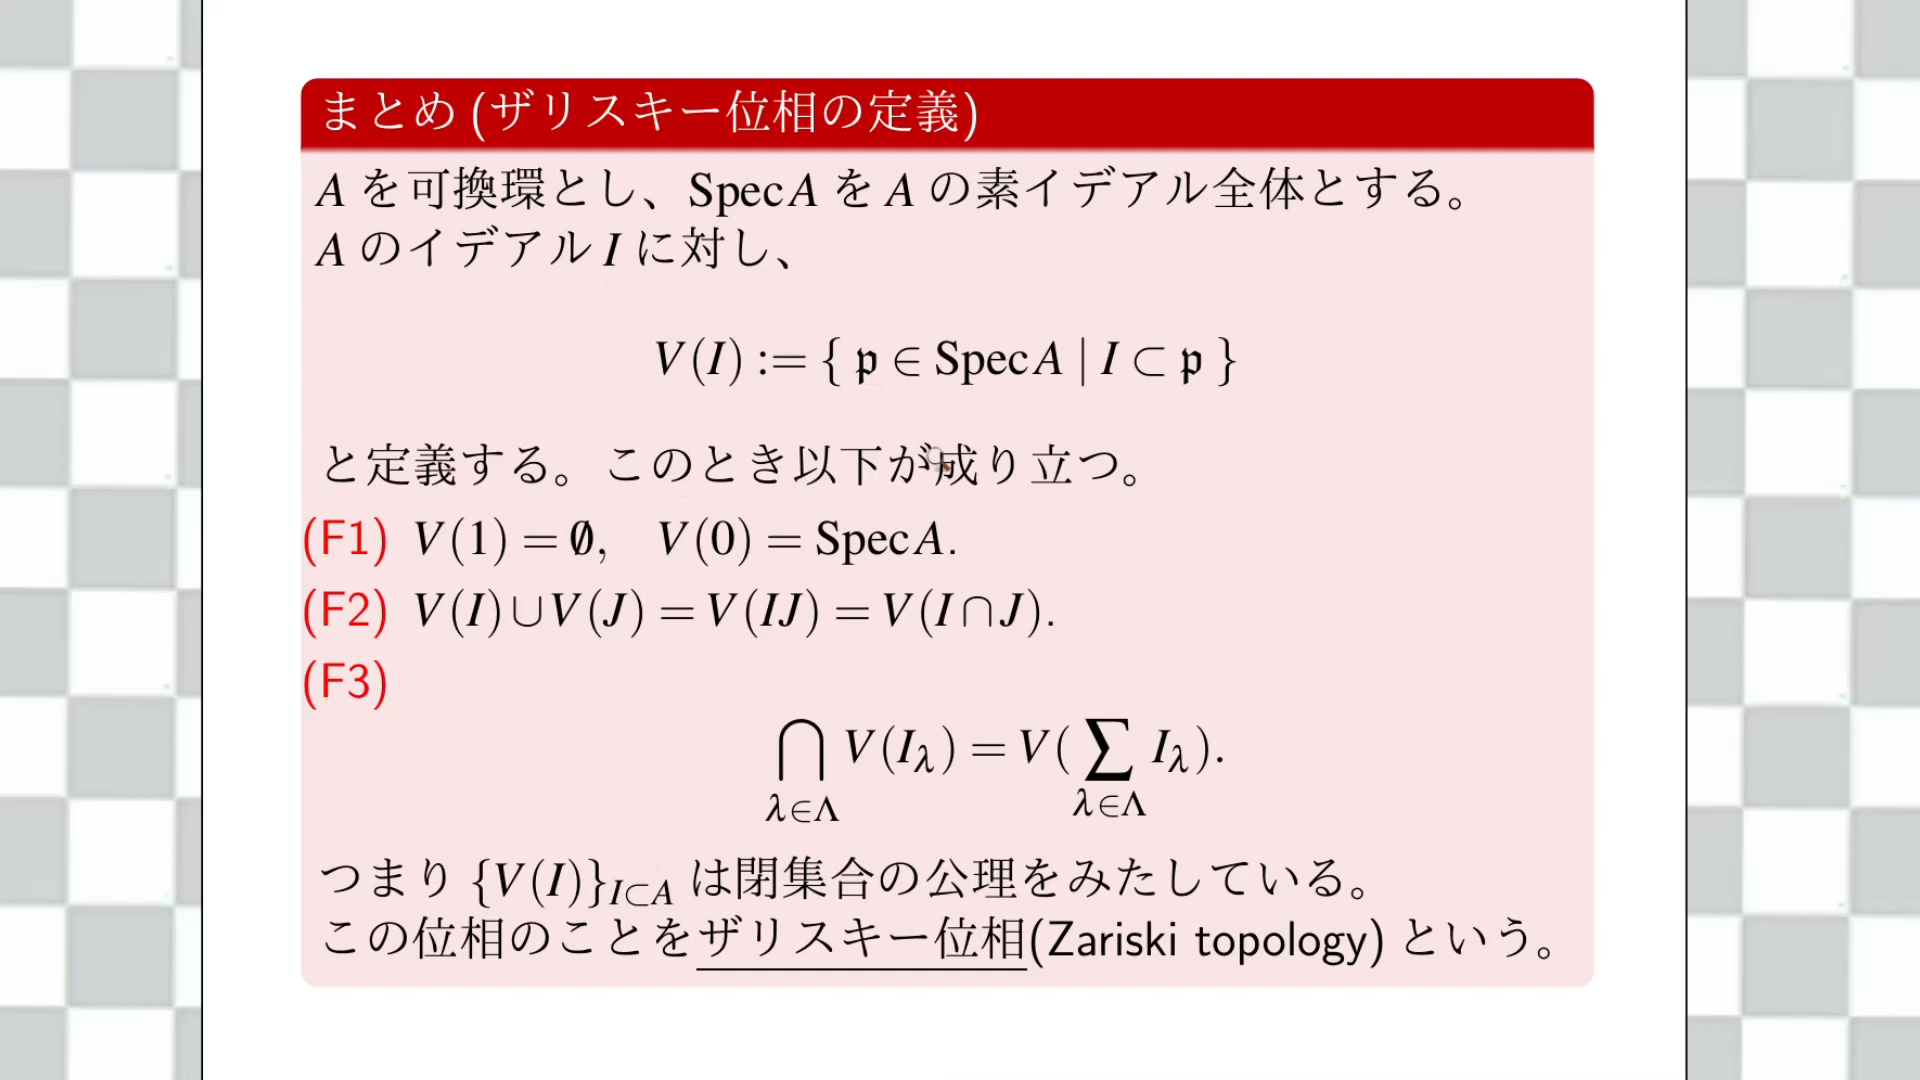 まとめ (ザリスキー位相の定義)
A を可換環とし、Spec A を A の素イデアル全体とする。
A のイデアル I に対し、
V(I) := { 𝔭 ∈ Spec A | I ⊂ 𝔭 }
と定義する。このとき以下が成り立つ。
(F1) V(1) = ∅, V(0) = Spec A.
(F2) V(I) ∪ V(J) = V(IJ) = V(I ∩ J).
(F3)
⋂_{λ∈Λ} V(I_λ) = V( ∑_{λ∈Λ} I_λ).
つまり {V(I)}_{I⊂A} は閉集合の公理をみたしている。
この位相のことをザリスキー位相(Zariski topology) という。